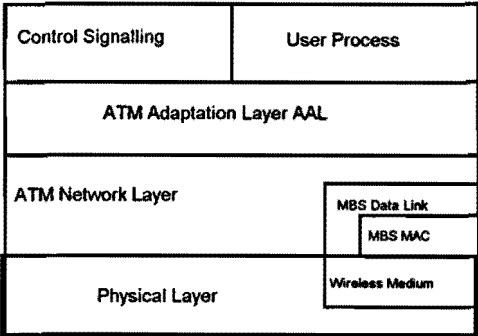 Control Signalling
User Process
ATM Adaptation Layer AAL
ATM Network Layer
MBS Data Link
MBS MAC
Wireless Medium
Physical Layer